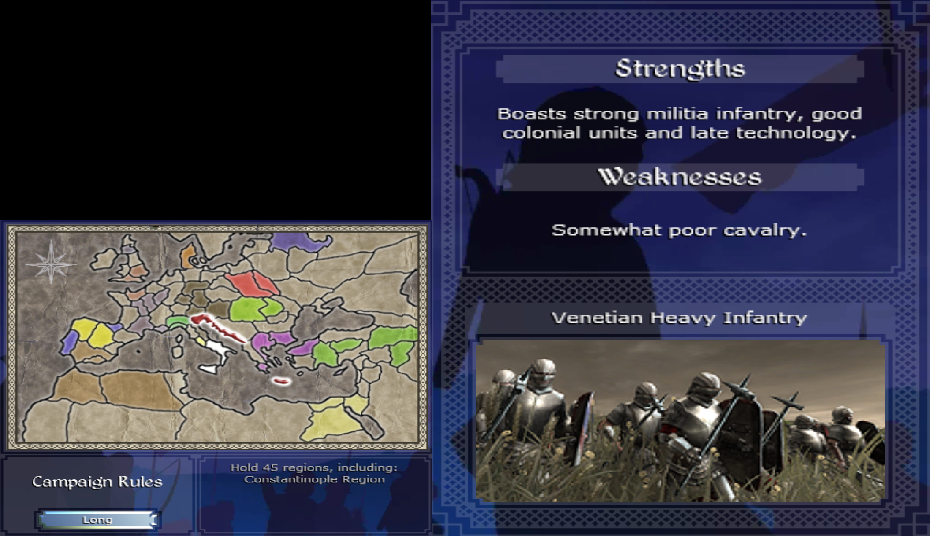 Strengths
Boasts strong militia infantry, good
colonial units and late technology.
Weaknesses
Somewhat poor cavalry.
Venetian Heavy Infantry
Campaign Rules
Long
Hold 45 regions, including:
Constantinople Region